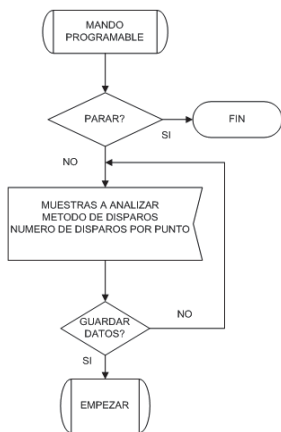 MANDO
PROGRAMABLE
PARAR?
FIN
SI
NO
MUESTRAS A ANALIZAR
METODO DE DISPAROS
NUMERO DE DISPAROS POR PUNTO
GUARDAR
DATOS?
NO
SI
EMPEZAR